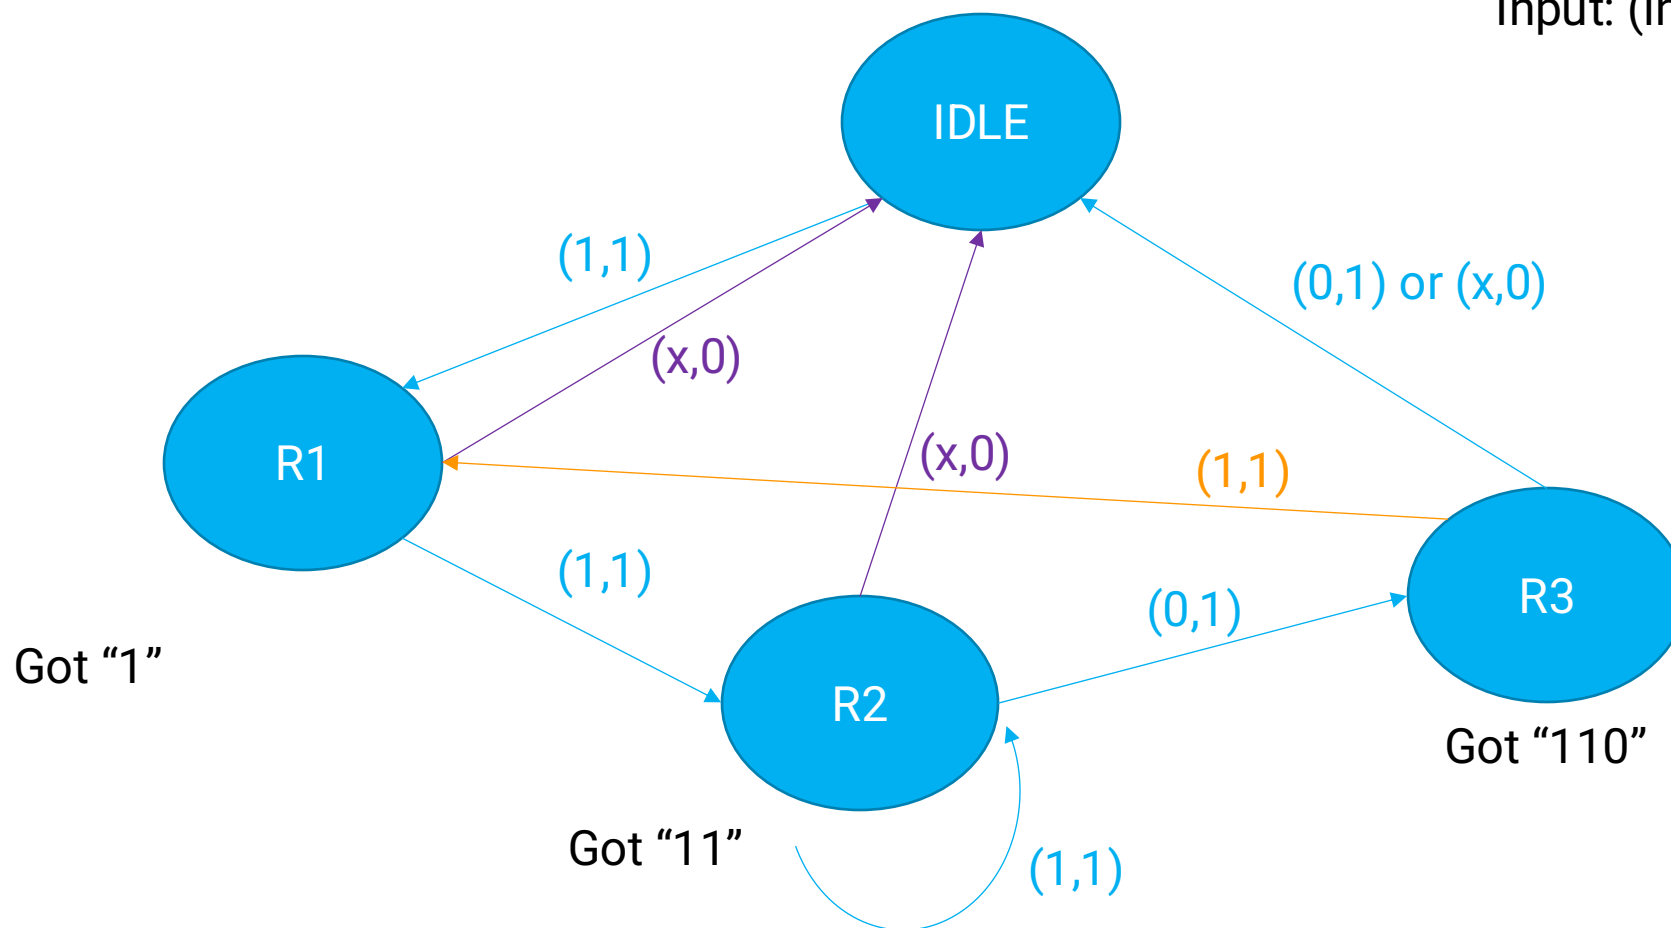 Input: (
IDLE
(1,1)
(0,1) or (x,0)
(x,0)
(x,0)
(1,1)
R1
(1,1)
(0,1)
R3
Got “1”
R2
Got “110”
Got “11”
(1,1)